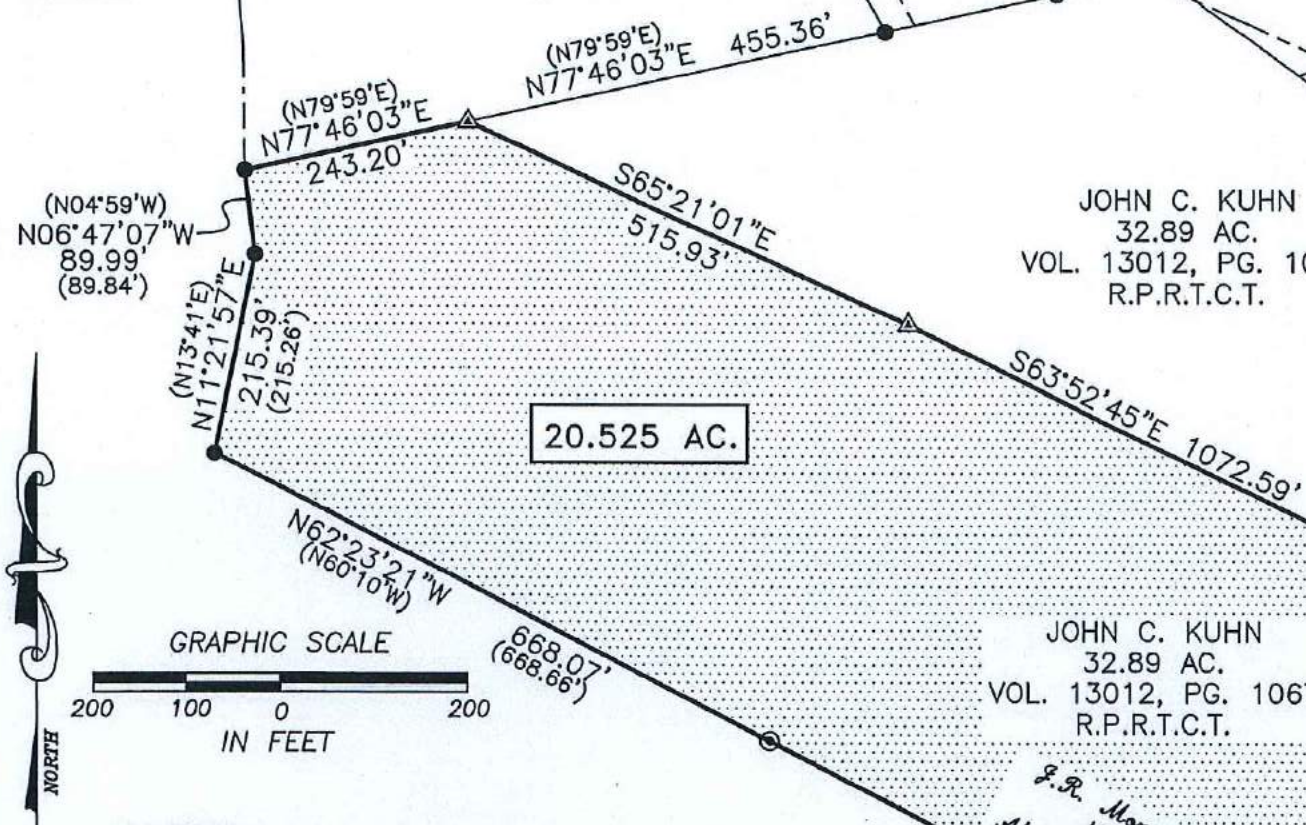 (N79°59'E)
N77°46'03"E 455.36'
(N79°59'E)
N77°46'03"E
243.20'
(N04°59'W)
N06°47'07"W
89.99'
(89.84')
S65°21'01"E
515.93'
JOHN C. KUHN
32.89 AC.
VOL. 13012, PG.
R.P.R.T.C.T.
(N13°41'E)
N11°21'57"E
215.39'
(215.26')
S63°52'45"E 1072.59'
20.525 AC.
N62°23'21"W
(N60°10'W)
668.07'
(668.66')
GRAPHIC SCALE
200 100 0 200
IN FEET
NORTH
JOHN C. KUHN
32.89 AC.
VOL. 13012, PG. 106
R.P.R.T.C.T.
J.R.